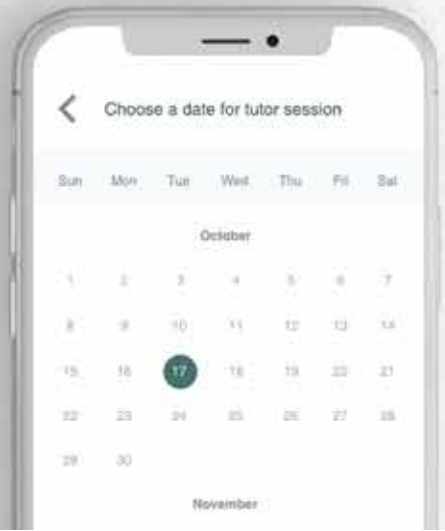 Choose a date for tutor session
Sun Mon Tue Wed Thu Fri Sat
October
1 2 3 4 5 6 7
8 9 10 11 12 13 14
15 16 17 18 19 20 21
22 23 24 25 26 27 28
29 30
November